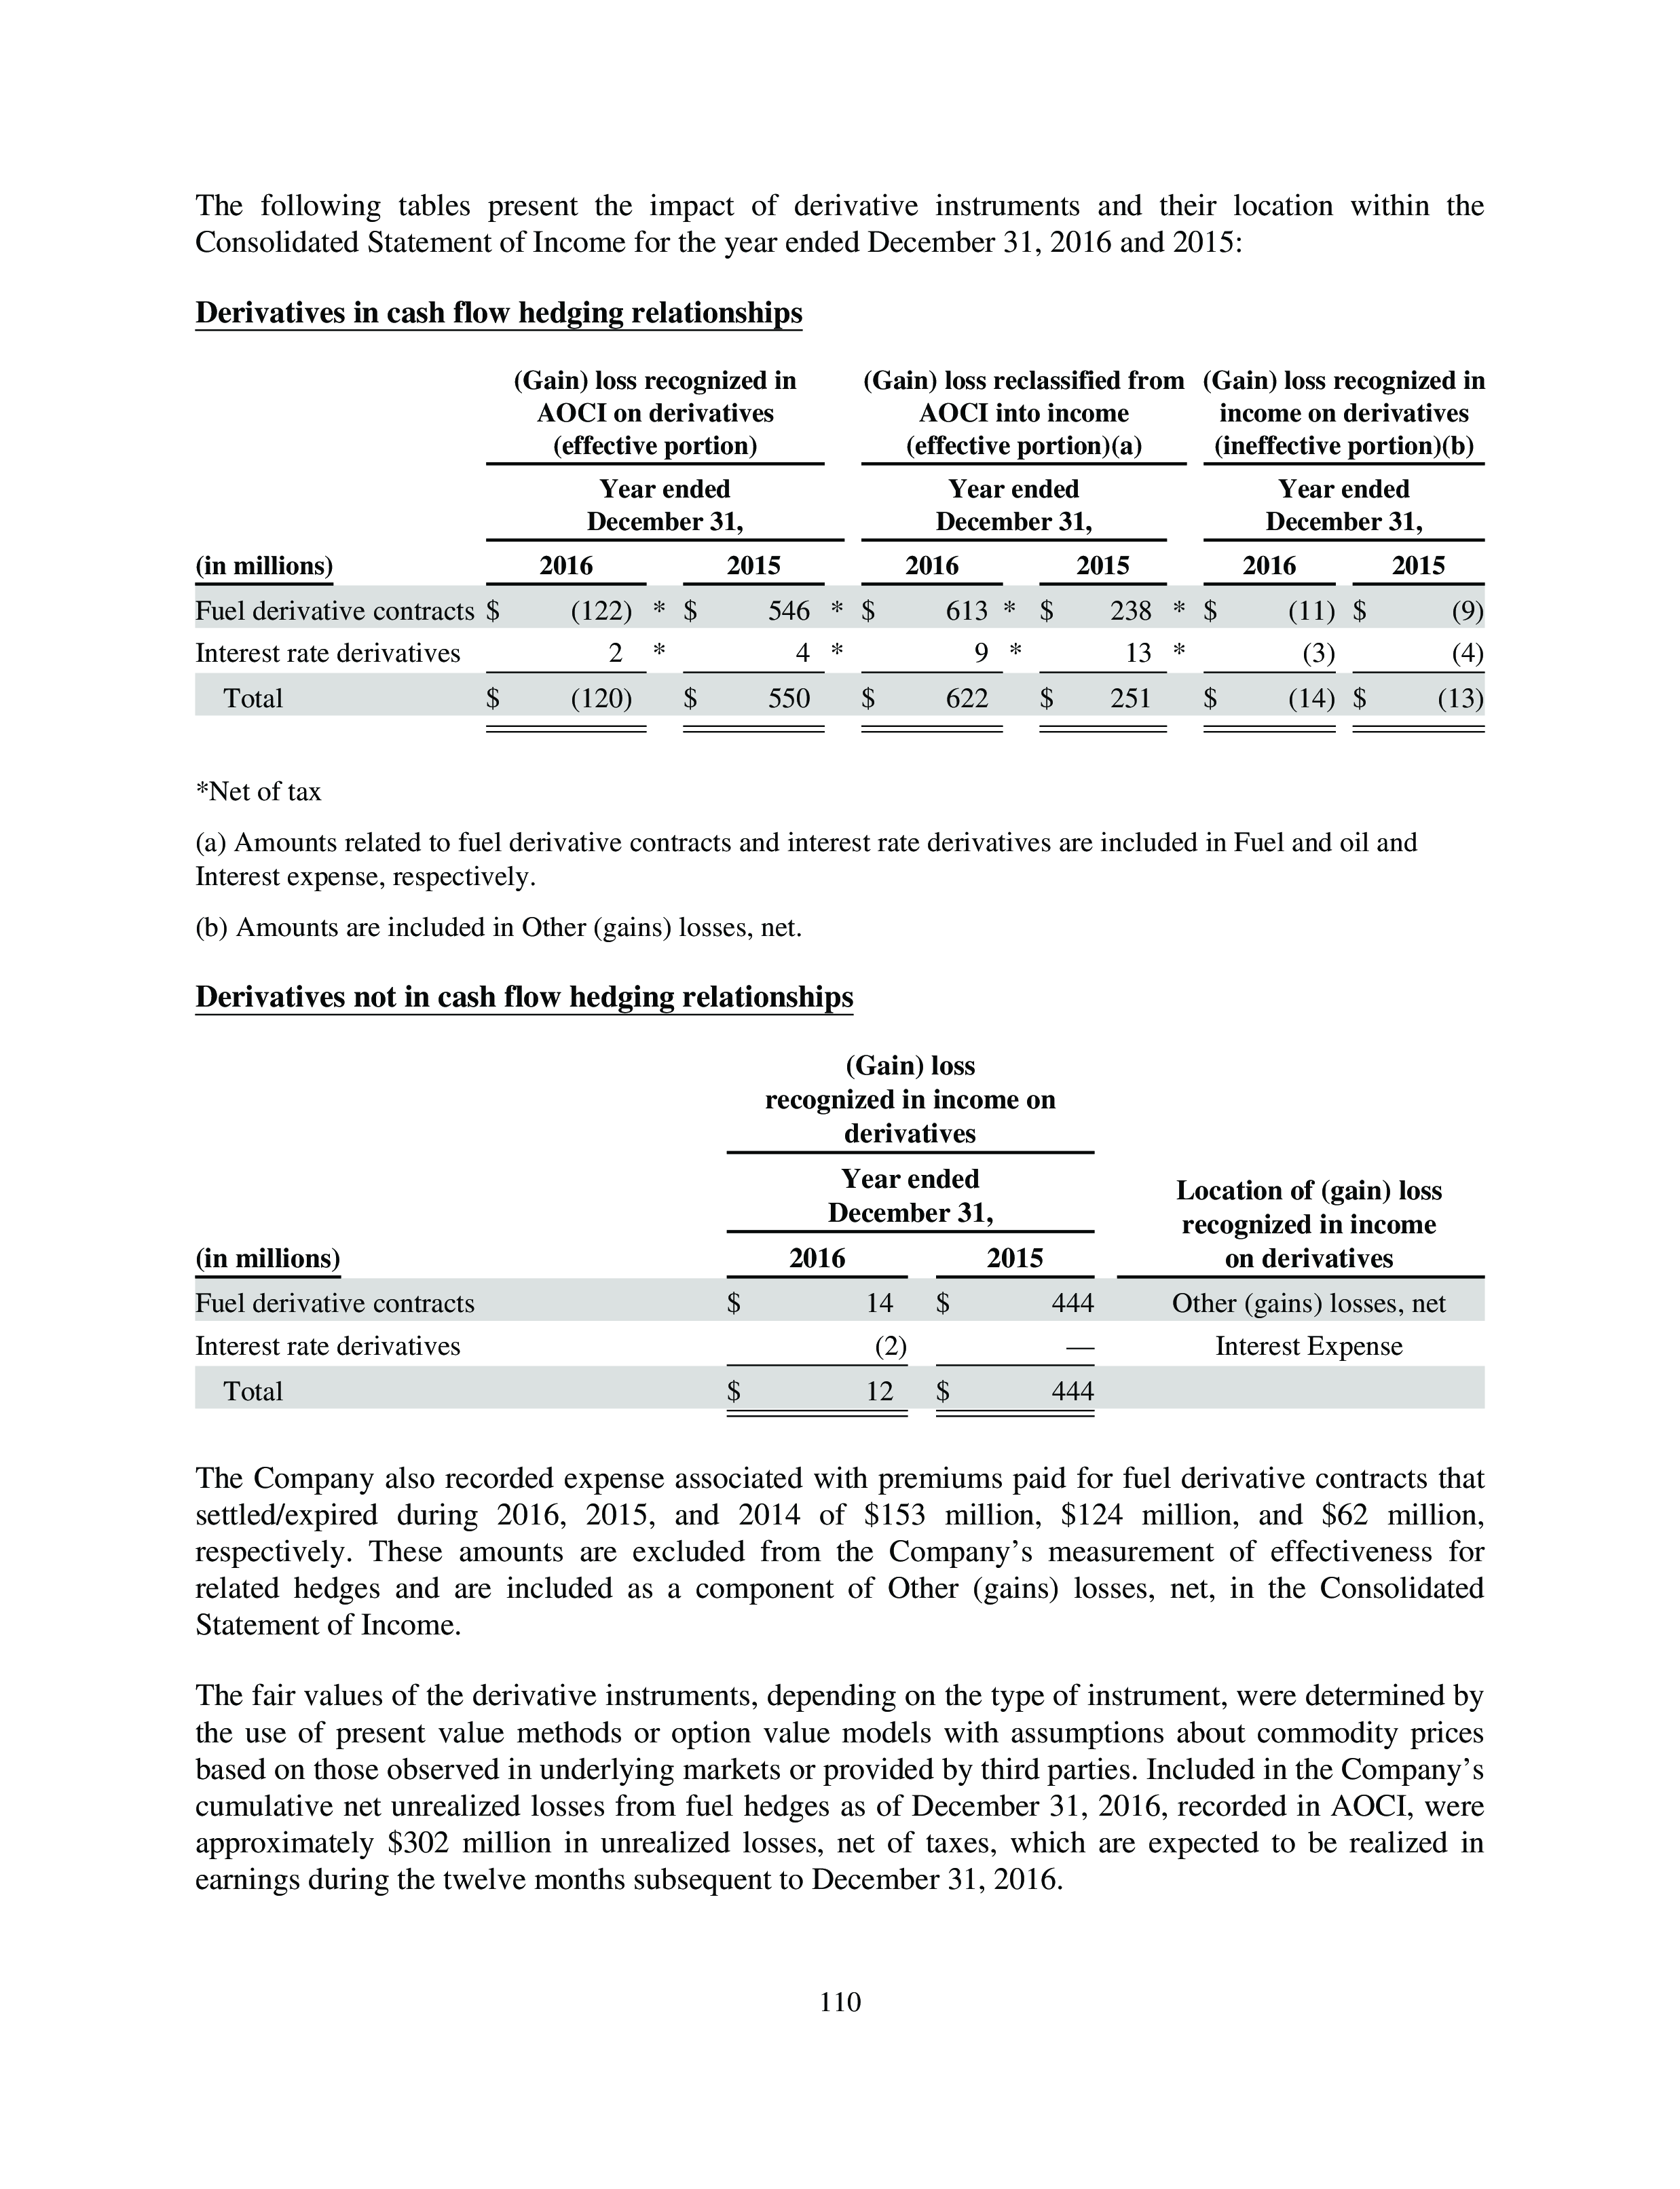 The following tables present the impact of derivative instruments and their location within the
Consolidated Statement of Income for the year ended December 31, 2016 and 2015:
Derivatives in cash flow hedging relationships
(Gain) loss recognized in (Gain) loss reclassified from (Gain) loss recognized in
AOCI on derivatives AOCI into income income on derivatives
(effective portion) (effective portion)(a) (ineffective portion)(b)
Year ended Year ended Year ended
December 31, December 31, December 31,
(in millions) 2016 2015 2016 2015 2016 2015
Fuel derivative contracts $ (122) * $ 546 * $ 613 * $ 238 * $ (11) $ (9)
Interest rate derivatives 2 * 4 * 9 * 13 * (3) (4)
Total $ (120) $ 550 $ 622 $ 251 $ (14) $ (13)
*Net of tax
(a) Amounts related to fuel derivative contracts and interest rate derivatives are included in Fuel and oil and
Interest expense, respectively.
(b) Amounts are included in Other (gains) losses, net.
Derivatives not in cash flow hedging relationships
(Gain) loss
recognized in income on
derivatives
Year ended
December 31,
Location of (gain) loss
recognized in income
(in millions) 2016 2015 on derivatives
Fuel derivative contracts $ 14 $ 444 Other (gains) losses, net
Interest rate derivatives (2) — Interest Expense
Total $ 12 $ 444
The Company also recorded expense associated with premiums paid for fuel derivative contracts that
settled/expired during 2016, 2015, and 2014 of $153 million, $124 million, and $62 million,
respectively. These amounts are excluded from the Company’s measurement of effectiveness for
related hedges and are included as a component of Other (gains) losses, net, in the Consolidated
Statement of Income.
The fair values of the derivative instruments, depending on the type of instrument, were determined by
the use of present value methods or option value models with assumptions about commodity prices
based on those observed in underlying markets or provided by third parties. Included in the Company’s
cumulative net unrealized losses from fuel hedges as of December 31, 2016, recorded in AOCI, were
approximately $302 million in unrealized losses, net of taxes, which are expected to be realized in
earnings during the twelve months subsequent to December 31, 2016.
110